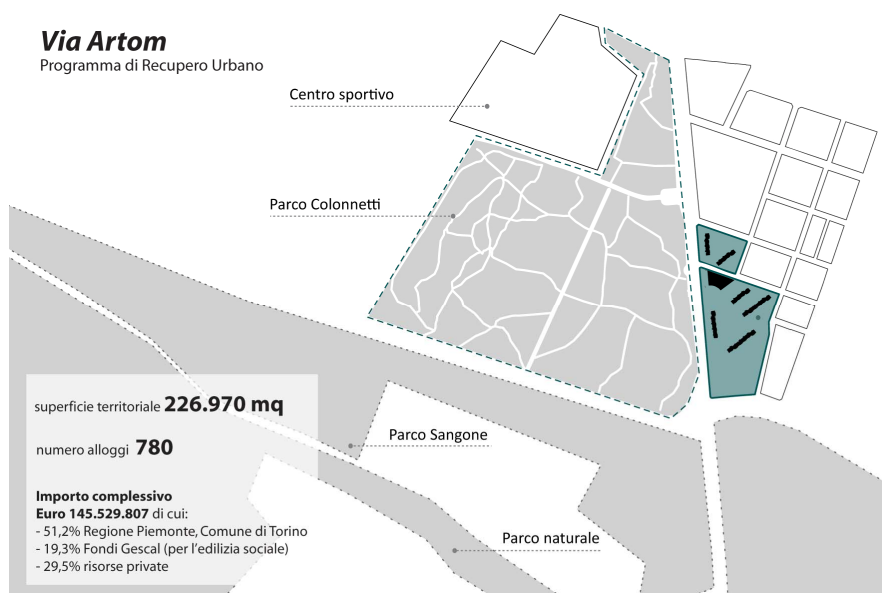 Via Artom
Programma di Recupero Urbano
Centro sportivo
Parco Colonnetti
superficie territoriale 226.970 mq
numero alloggi 780
Parco Sangone
Importo complessivo
Euro 145.529.807 di cui:
- 51,2% Regione Piemonte, Comune di Torino
- 19,3% Fondi Gescal (per l'edilizia sociale)
- 29,5% risorse private
Parco naturale